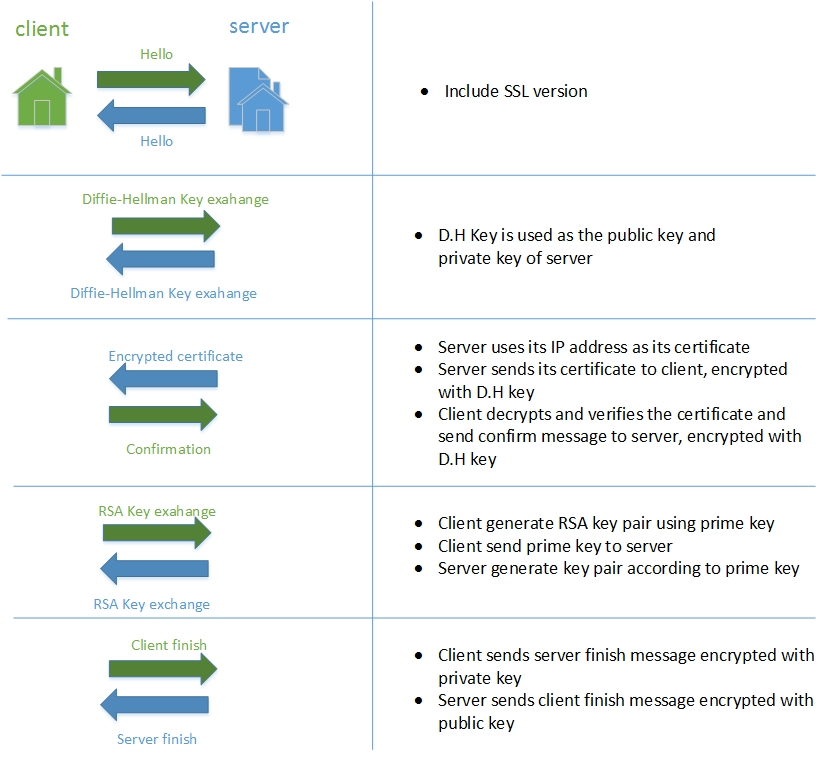 client
server
Hello
Hello
• Include SSL version
Diffie-Hellman Key exahange
Diffie-Hellman Key exahange
• D.H Key is used as the public key and
private key of server
Encrypted certificate
Confirmation
• Server uses its IP address as its certificate
• Server sends its certificate to client, encrypted
with D.H key
• Client decrypts and verifies the certificate and
send confirm message to server, encrypted with
D.H key
RSA Key exahange
RSA Key exchange
• Client generate RSA key pair using prime key
• Client send prime key to server
• Server generate key pair according to prime key
Client finish
Server finish
• Client sends server finish message encrypted with
private key
• Server sends client finish message encrypted with
public key